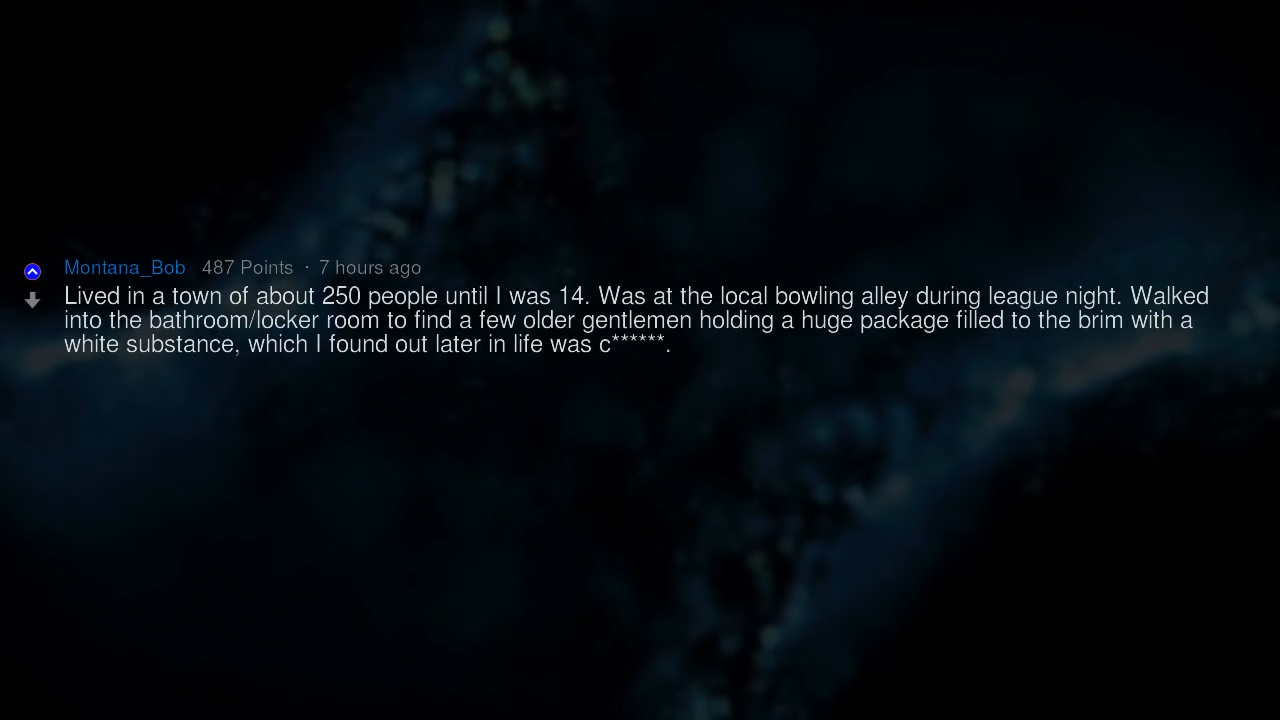 Montana_Bob 487 Points · 7 hours ago
Lived in a town of about 250 people until I was 14. Was at the local bowling alley during league night. Walked
into the bathroom/locker room to find a few older gentlemen holding a huge package filled to the brim with a
white substance, which I found out later in life was c******.